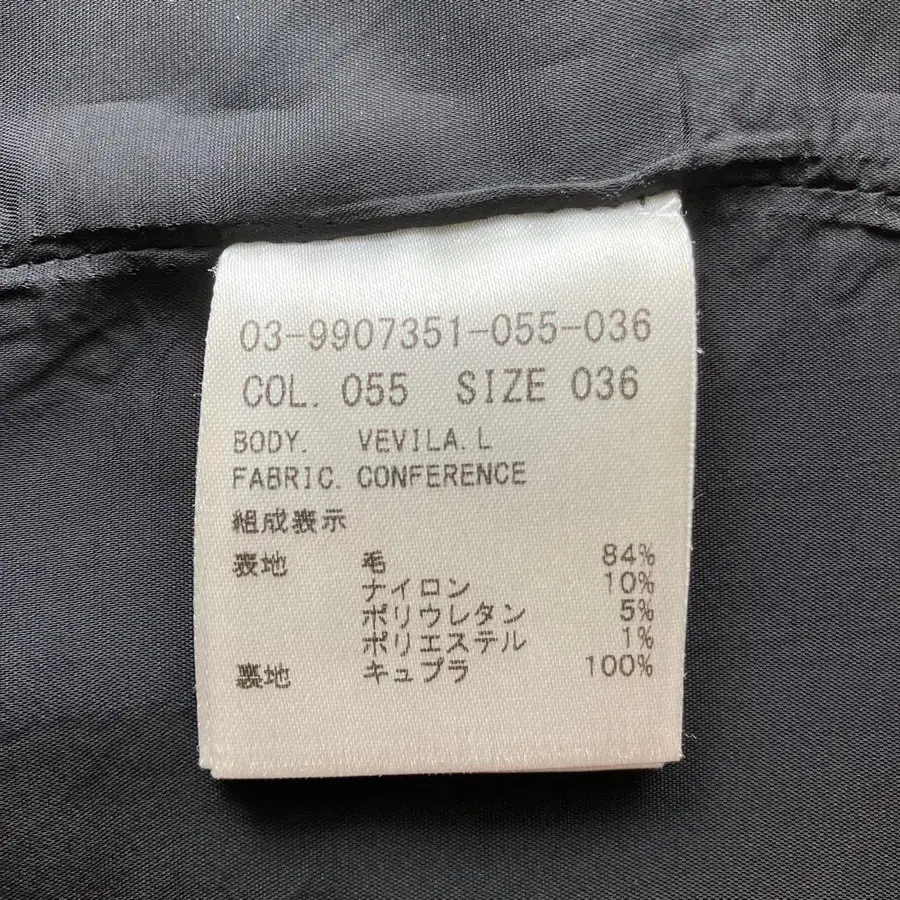 03-9907351-055-036
COL. 055 SIZE 036
BODY. VEVILA.L
FABRIC. CONFERENCE
組成表示
表地 毛 84%
ナイロン 10%
ポリウレタン 5%
ポリエステル 1%
裏地 キュプラ 100%